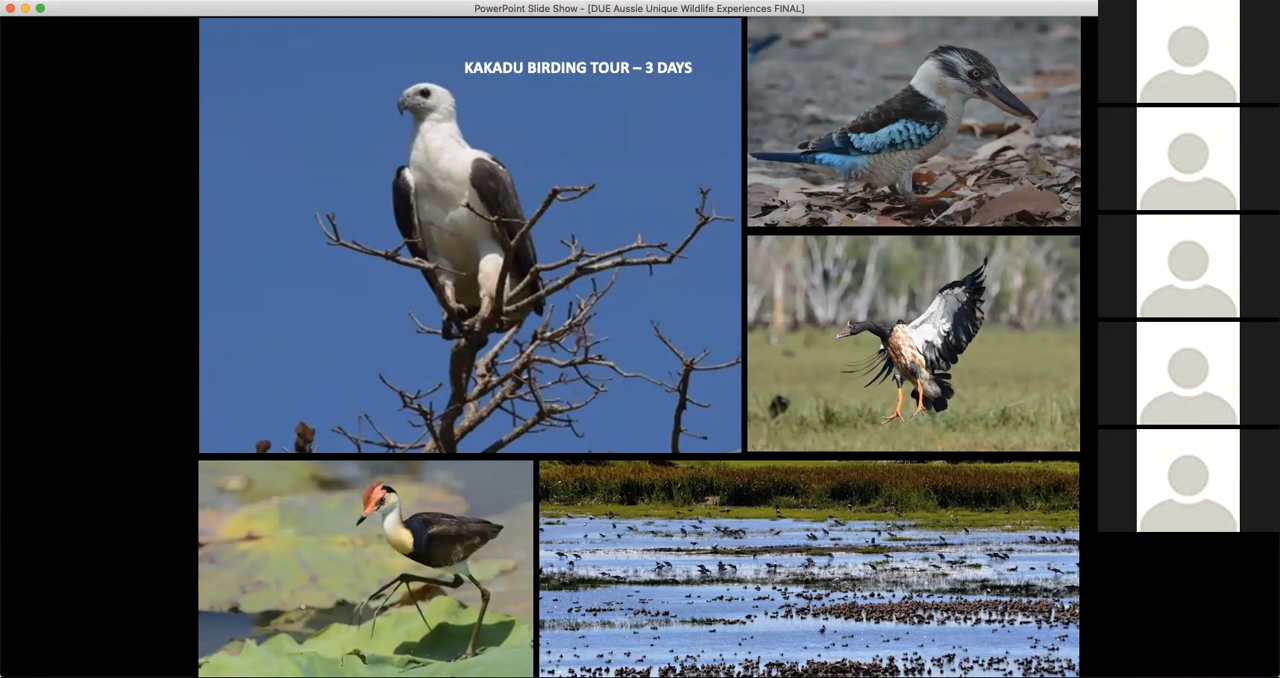 PowerPoint Slide Show - [DUE Aussie Unique Wildlife Experiences FINAL]
KAKADU BIRDING TOUR – 3 DAYS